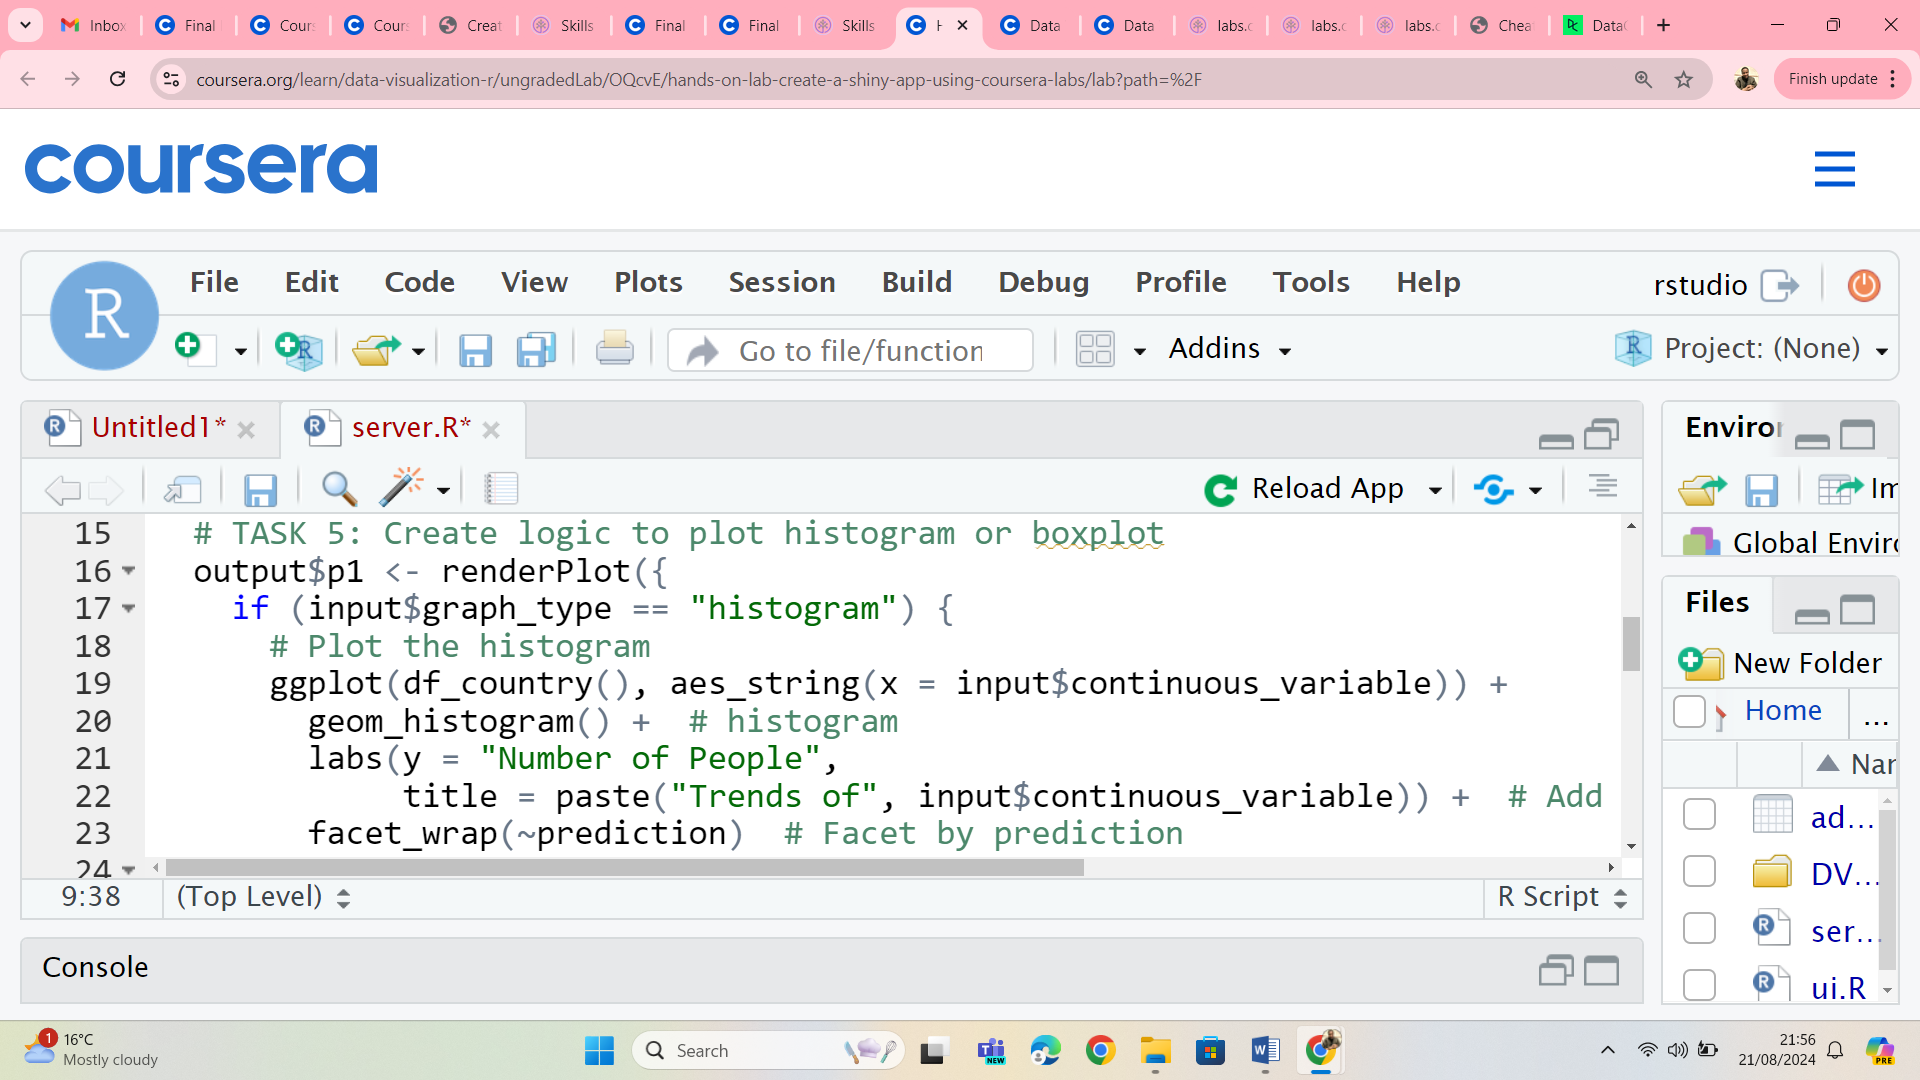 Inbox
Final
Cours
Cours
Creat
Skills
Final
Final
Skills
H
Data
Data
labs.c
labs.c
labs.c
Chea
DataC
coursera.org/learn/data-visualization-r/ungradedLab/OQcvE/hands-on-lab-create-a-shiny-app-using-coursera-labs/lab?path=%2F
Finish update
coursera
R
File Edit Code View Plots Session Build Debug Profile Tools Help
rstudio
Go to file/function
Addins
Project: (None)
Untitled1*
server.R*
Reload App
15 # TASK 5: Create logic to plot histogram or boxplot
16 output$p1 <- renderPlot({
17 if (input$graph_type == "histogram") {
18 # Plot the histogram
19 ggplot(df_country(), aes_string(x = input$continuous_variable)) +
20 geom_histogram() + # histogram
21 labs(y = "Number of People",
22 title = paste("Trends of", input$continuous_variable)) + # Add
23 facet_wrap(~prediction) # Facet by prediction
24
9:38
(Top Level)
R Script
Console
Enviror
Im
Global Enviro
Files
New Folder
Home
...
Nar
ad...
DV...
ser...
ui.R
1
16°C
Mostly cloudy
Search
NEW
21:56
21/08/2024
PRE